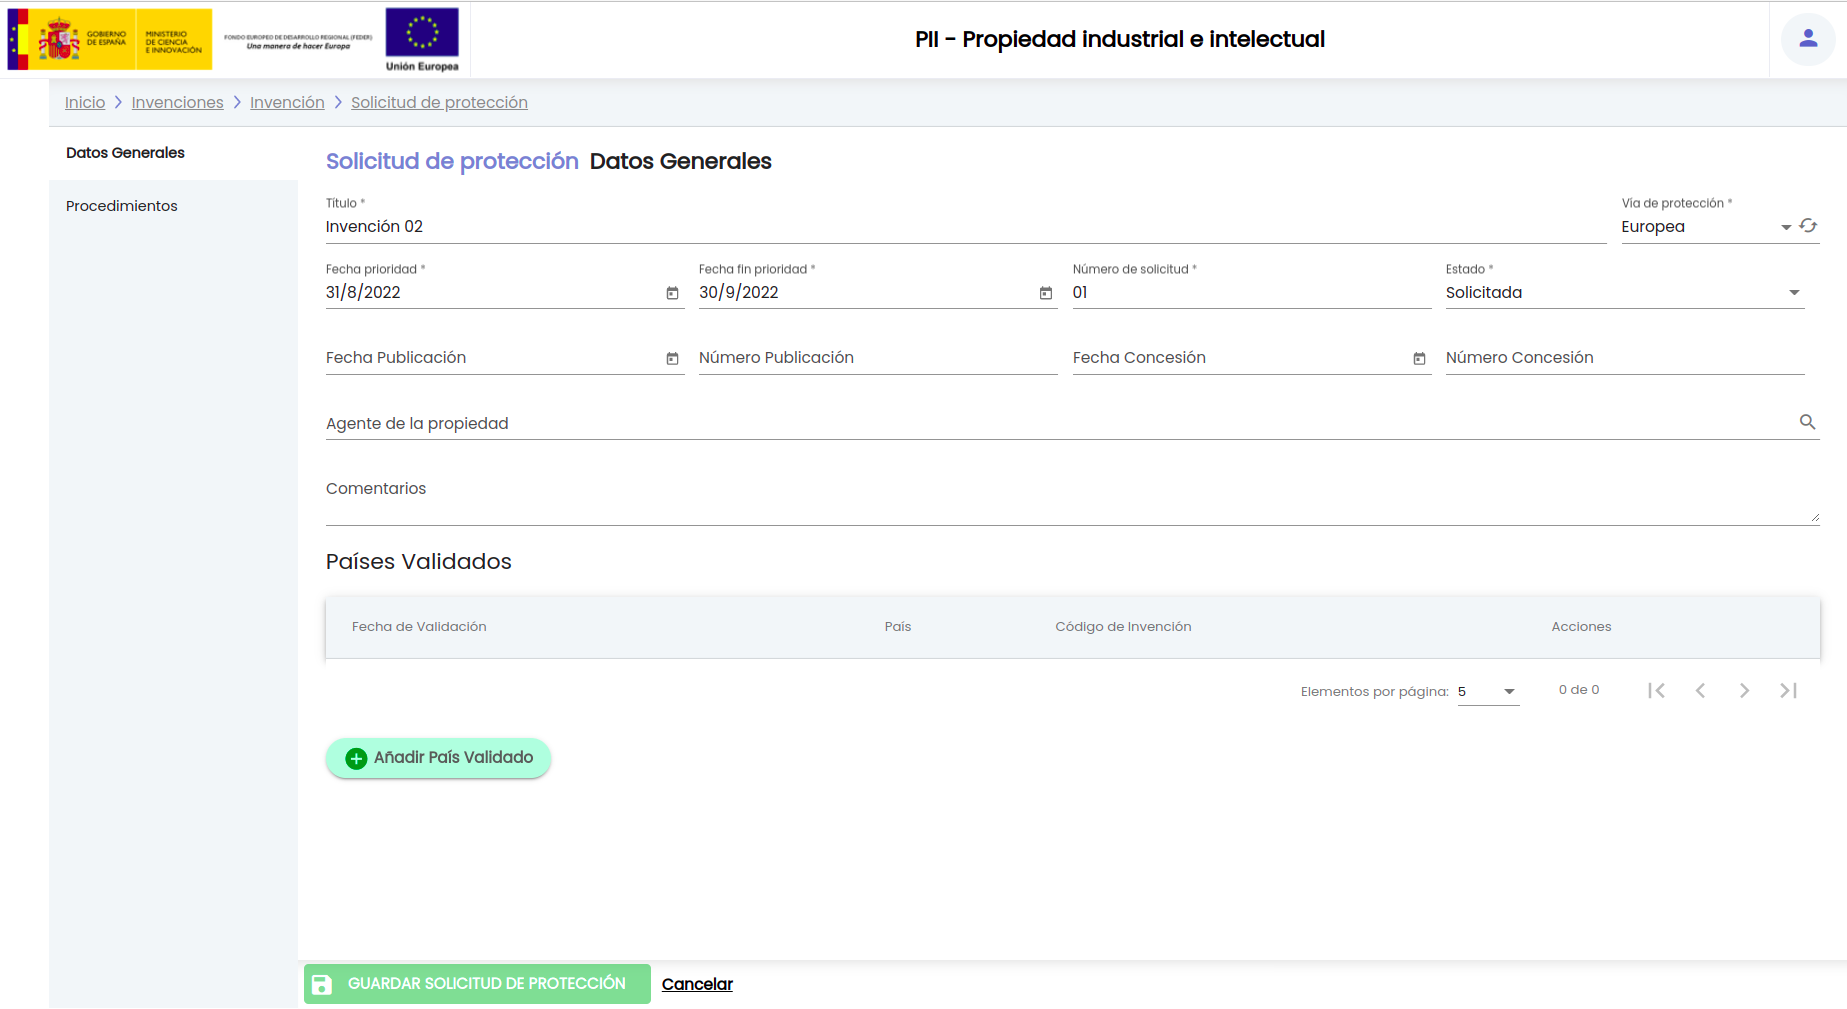 GOBIERNO
DE ESPAÑA
MINISTERIO
DE CIENCIA
E INNOVACIÓN
FONDO EUROPEO DE DESARROLLO REGIONAL (FEDER)
Una manera de hacer Europa
Unión Europea
PII - Propiedad industrial e intelectual
Inicio > Invenciones > Invención > Solicitud de protección
Datos Generales
Procedimientos
Solicitud de protección Datos Generales
Título *
Invención 02
Vía de protección *
Europea
Fecha prioridad *
31/8/2022
Fecha fin prioridad *
30/9/2022
Número de solicitud *
01
Estado *
Solicitada
Fecha Publicación
Número Publicación
Fecha Concesión
Número Concesión
Agente de la propiedad
Comentarios
Países Validados
Fecha de Validación País Código de Invención Acciones
Elementos por página: 5 0 de 0
Añadir País Validado
GUARDAR SOLICITUD DE PROTECCIÓN Cancelar